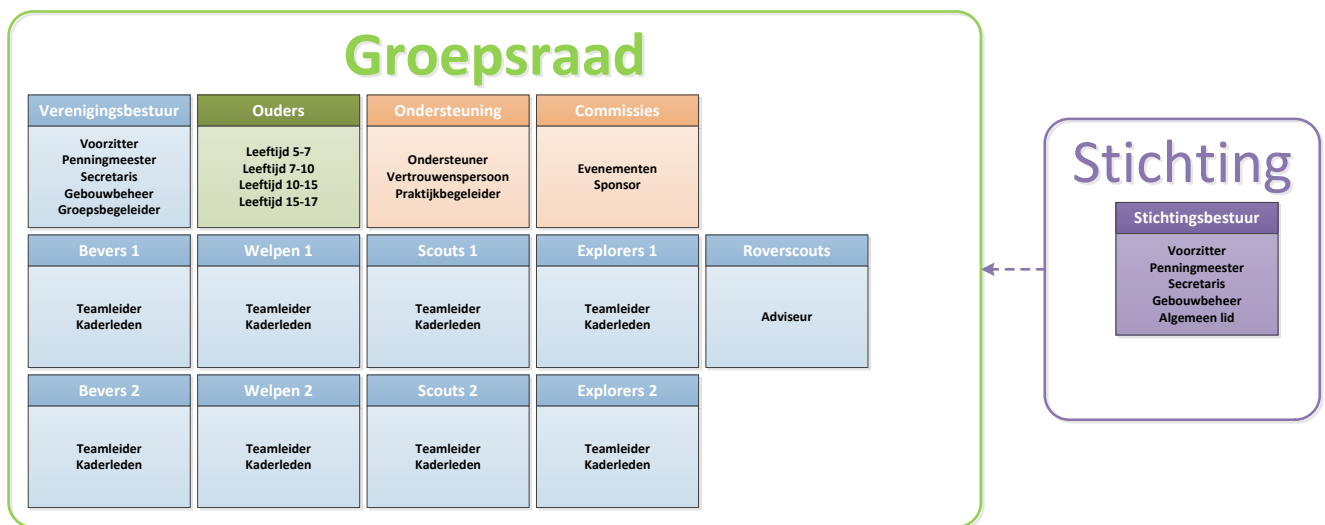 Groepsraad
Verenigingsbestuur
Voorzitter
Penningmeester
Secretaris
Gebouwbeheer
Groepsbegeleider
Ouders
Leeftijd 5-7
Leeftijd 7-10
Leeftijd 10-15
Leeftijd 15-17
Ondersteuning
Ondersteuner
Vertrouwenspersoon
Praktijkbegeleider
Commissies
Evenementen
Sponsor
Bevers 1
Teamleider
Kaderleden
Welpen 1
Teamleider
Kaderleden
Scouts 1
Teamleider
Kaderleden
Explorers 1
Teamleider
Kaderleden
Roverscouts
Adviseur
Bevers 2
Teamleider
Kaderleden
Welpen 2
Teamleider
Kaderleden
Scouts 2
Teamleider
Kaderleden
Explorers 2
Teamleider
Kaderleden
Stichting
Stichtingsbestuur
Voorzitter
Penningmeester
Secretaris
Gebouwbeheer
Algemeen lid